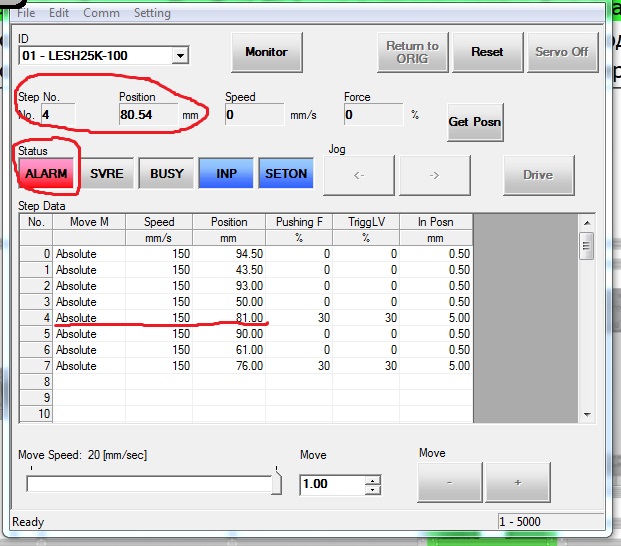 File Edit Comm Setting
ID
01 - LESH25K-100
Monitor
Return to ORIG
Reset
Servo Off
Step No. Position Speed Force
No. 4 80.54 mm 0 mm/s 0 %
Get Posn
Status
Jog
ALARM SVRE BUSY INP SETON <- -> Drive
Step Data
No. Move M Speed Position Pushing F TriggLV In Posn
mm/s mm % % mm
0 Absolute 150 94.50 0 0 0.50
1 Absolute 150 43.50 0 0 0.50
2 Absolute 150 93.00 0 0 0.50
3 Absolute 150 50.00 0 0 0.50
4 Absolute 150 81.00 30 30 5.00
5 Absolute 150 90.00 0 0 0.50
6 Absolute 150 61.00 0 0 0.50
7 Absolute 150 76.00 30 30 5.00
8
9
10
Move Speed: 20 [mm/sec] Move Move
1.00 - +
Ready 1 - 5000